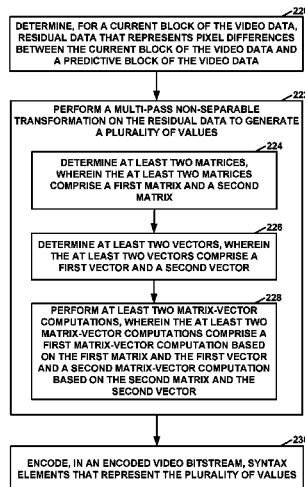 220
DETERMINE, FOR A CURRENT BLOCK OF THE VIDEO DATA,
RESIDUAL DATA THAT REPRESENTS PIXEL DIFFERENCES
BETWEEN THE CURRENT BLOCK OF THE VIDEO DATA AND
A PREDICTIVE BLOCK OF THE VIDEO DATA
222
PERFORM A MULTI-PASS NON-SEPARABLE
TRANSFORMATION ON THE RESIDUAL DATA TO GENERATE
A PLURALITY OF VALUES
224
DETERMINE AT LEAST TWO MATRICES,
WHEREIN THE AT LEAST TWO MATRICES
COMPRISE A FIRST MATRIX AND A SECOND
MATRIX
226
DETERMINE AT LEAST TWO VECTORS, WHEREIN
THE AT LEAST TWO VECTORS COMPRISE A
FIRST VECTOR AND A SECOND VECTOR
228
PERFORM AT LEAST TWO MATRIX-VECTOR
COMPUTATIONS, WHEREIN THE AT LEAST TWO
MATRIX-VECTOR COMPUTATIONS COMPRISE A
FIRST MATRIX-VECTOR COMPUTATION BASED
ON THE FIRST MATRIX AND THE FIRST VECTOR
AND A SECOND MATRIX-VECTOR COMPUTATION
BASED ON THE SECOND MATRIX AND THE
SECOND VECTOR
230
ENCODE, IN AN ENCODED VIDEO BITSTREAM, SYNTAX
ELEMENTS THAT REPRESENT THE PLURALITY OF VALUES